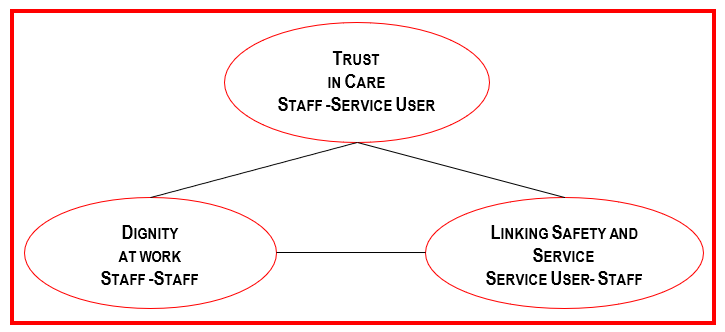 Trust
in Care
Staff -Service User
Dignity
at work
Staff -Staff
Linking Safety and
Service
Service User- Staff